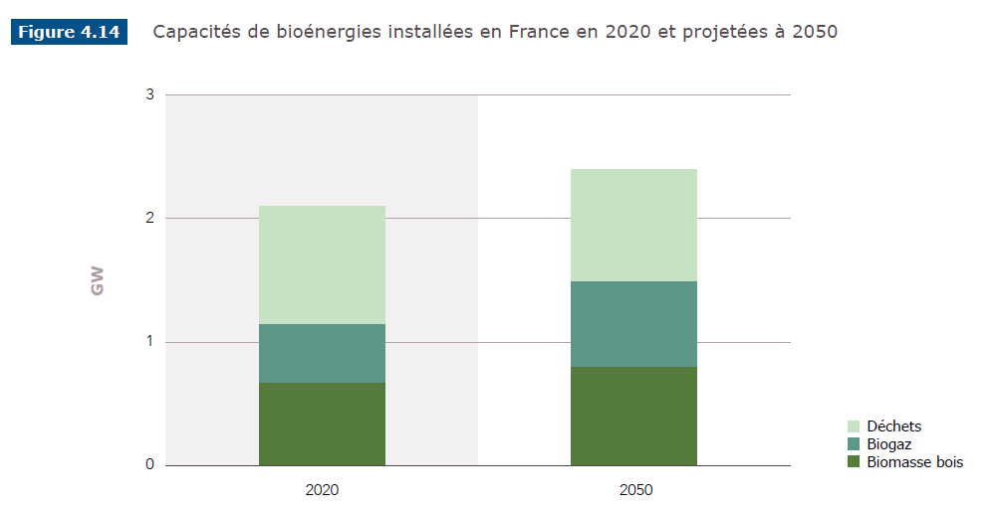 Figure 4.14 Capacités de bioénergies installées en France en 2020 et projetées à 2050
3
2
GW
1
0
2020 2050
Déchets
Biogaz
Biomasse bois